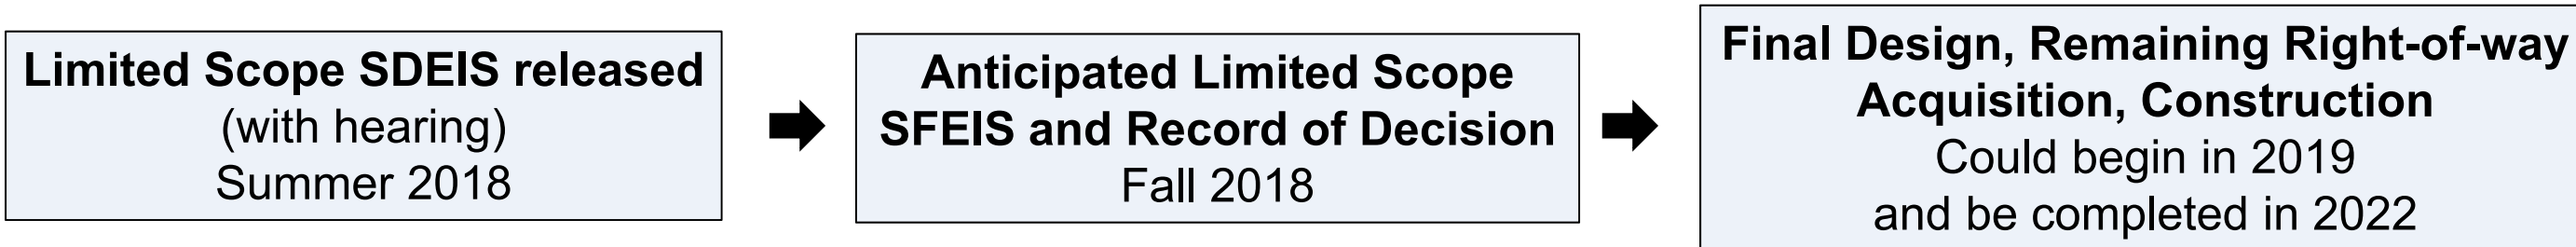 Limited Scope SDEIS released
(with hearing)
Summer 2018
Anticipated Limited Scope
SFEIS and Record of Decision
Fall 2018
Final Design, Remaining Right-of-way
Acquisition, Construction
Could begin in 2019
and be completed in 2022